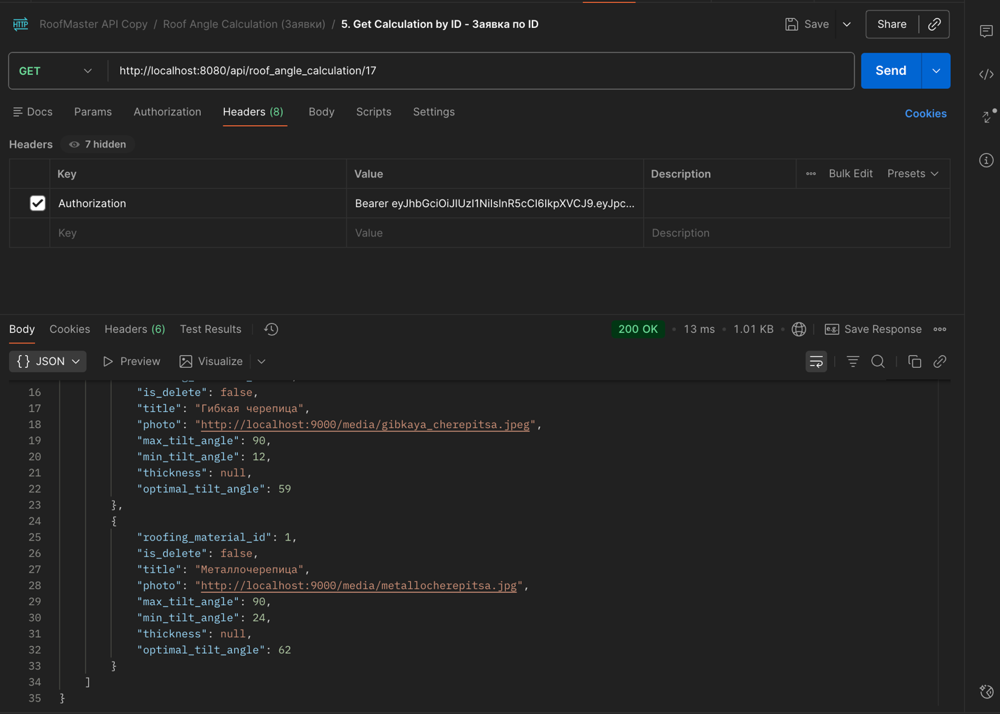 HTTP RoofMaster API Copy / Roof Angle Calculation (Заявки) / 5. Get Calculation by ID - Заявка по ID Save Share
GET http://localhost:8080/api/roof_angle_calculation/17 Send
Docs Params Authorization Headers (8) Body Scripts Settings Cookies
Headers 7 hidden
Key Value Description Bulk Edit Presets
Authorization Bearer eyJhbGciOiJIUzI1NiIsInR5cCI6IkpXVCJ9.eyJpc...
Key Value Description
Body Cookies Headers (6) Test Results 200 OK • 13 ms • 1.01 KB • e.g. Save Response
{} JSON Preview Visualize
16 "is_delete": false,
17 "title": "Гибкая черепица",
18 "photo": "http://localhost:9000/media/gibkaya_cherepitsa.jpeg",
19 "max_tilt_angle": 90,
20 "min_tilt_angle": 12,
21 "thickness": null,
22 "optimal_tilt_angle": 59
23 },
24 {
25 "roofing_material_id": 1,
26 "is_delete": false,
27 "title": "Металлочерепица",
28 "photo": "http://localhost:9000/media/metallocherepitsa.jpg",
29 "max_tilt_angle": 90,
30 "min_tilt_angle": 24,
31 "thickness": null,
32 "optimal_tilt_angle": 62
33 }
34 ]
35 }